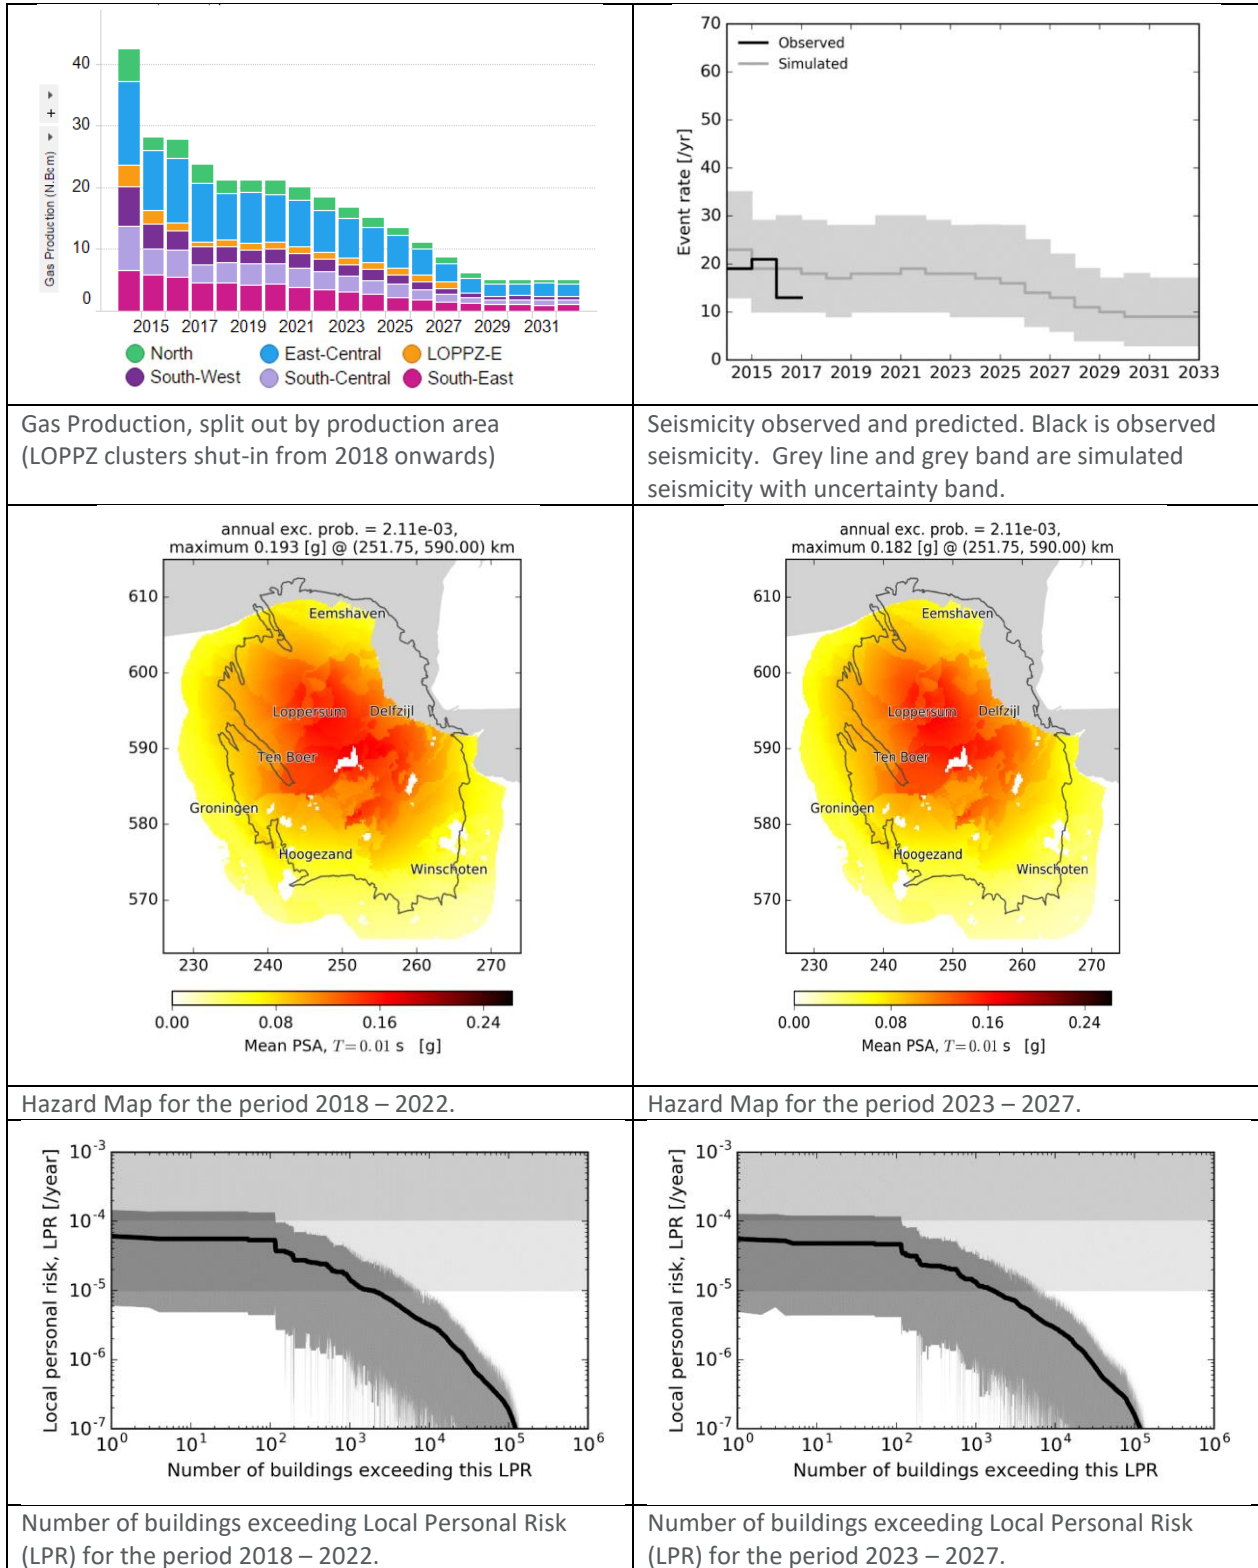 40
30
20
10
0
Gas Production (N.Bcm)
+
2015 2017 2019 2021 2023 2025 2027 2029 2031
North East-Central LOPPZ-E
South-West South-Central South-East
70
60
50
40
30
20
10
0
Event rate [/yr]
Observed
Simulated
2015 2017 2019 2021 2023 2025 2027 2029 2031 2033
Gas Production, split out by production area
(LOPPZ clusters shut-in from 2018 onwards)
Seismicity observed and predicted. Black is observed
seismicity. Grey line and grey band are simulated
seismicity with uncertainty band.
annual exc. prob. = 2.11e-03,
maximum 0.193 [g] @ (251.75, 590.00) km
610
600
590
580
570
Eemshaven
Loppersum Delfzijl
Ten Boer
Groningen
Hoogezand
Winschoten
230 240 250 260 270
0.00 0.08 0.16 0.24
Mean PSA, T=0.01 s [g]
annual exc. prob. = 2.11e-03,
maximum 0.182 [g] @ (251.75, 590.00) km
610
600
590
580
570
Eemshaven
Loppersum Delfzijl
Ten Boer
Groningen
Hoogezand
Winschoten
230 240 250 260 270
0.00 0.08 0.16 0.24
Mean PSA, T=0.01 s [g]
Hazard Map for the period 2018 – 2022.
Hazard Map for the period 2023 – 2027.
Local personal risk, LPR [/year]
10⁻³
10⁻⁴
10⁻⁵
10⁻⁶
10⁻⁷
10⁰ 10¹ 10² 10³ 10⁴ 10⁵ 10⁶
Number of buildings exceeding this LPR
Local personal risk, LPR [/year]
10⁻³
10⁻⁴
10⁻⁵
10⁻⁶
10⁻⁷
10⁰ 10¹ 10² 10³ 10⁴ 10⁵ 10⁶
Number of buildings exceeding this LPR
Number of buildings exceeding Local Personal Risk
(LPR) for the period 2018 – 2022.
Number of buildings exceeding Local Personal Risk
(LPR) for the period 2023 – 2027.